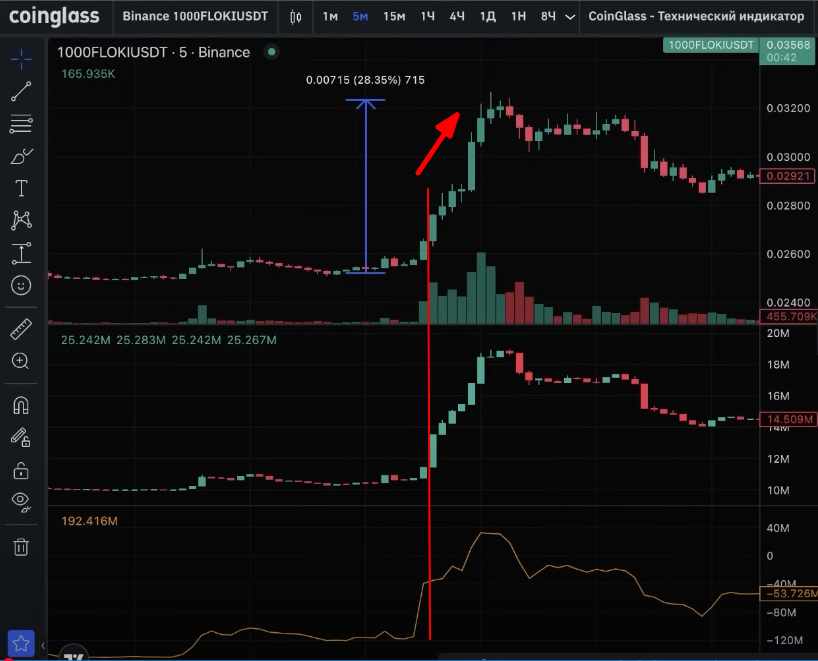 coinglass Binance 1000FLOKIUSDT 1м 5м 15м 1Ч 4Ч 1Д 1Н 8Ч CoinGlass - Технический индикатор
1000FLOKIUSDT · 5 · Binance
1000FLOKIUSDT 0.03568
00:42
165.935K
0.00715 (28.35%) 715
0.03200
0.03000
0.02921
0.02800
0.02600
0.02400
455.709K
25.242M 25.283M 25.242M 25.267M
20M
18M
16M
14.509M
14M
12M
10M
192.416M
40M
0
−40M
−53.726M
−80M
−120M